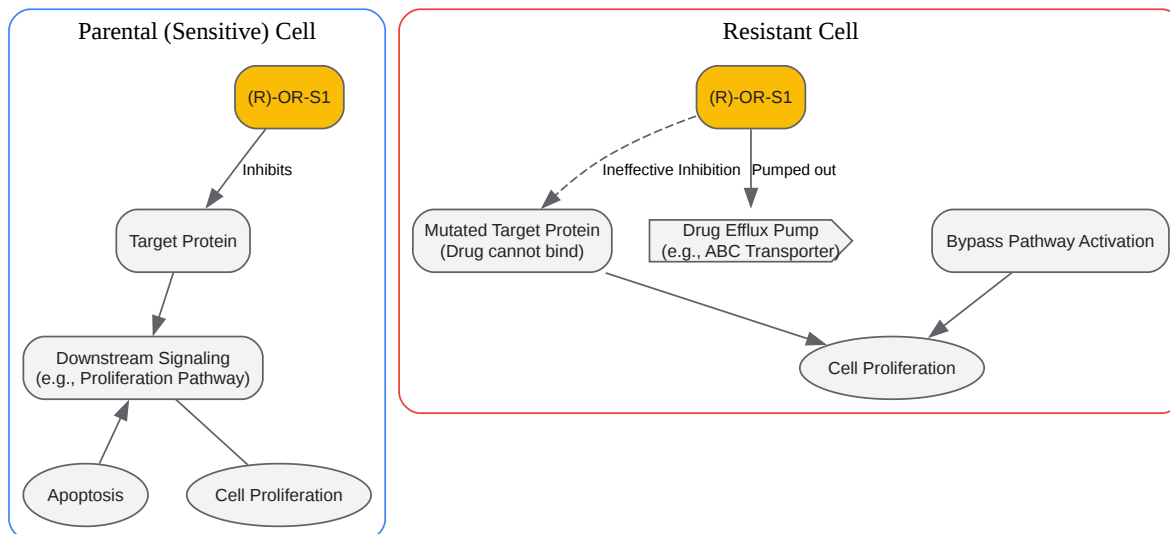 Parental (Sensitive) Cell
(R)-OR-S1
Inhibits
Target Protein
Downstream Signaling
(e.g., Proliferation Pathway)
Apoptosis
Cell Proliferation
Resistant Cell
(R)-OR-S1
Ineffective Inhibition
Pumped out
Mutated Target Protein
(Drug cannot bind)
Drug Efflux Pump
(e.g., ABC Transporter)
Bypass Pathway Activation
Cell Proliferation